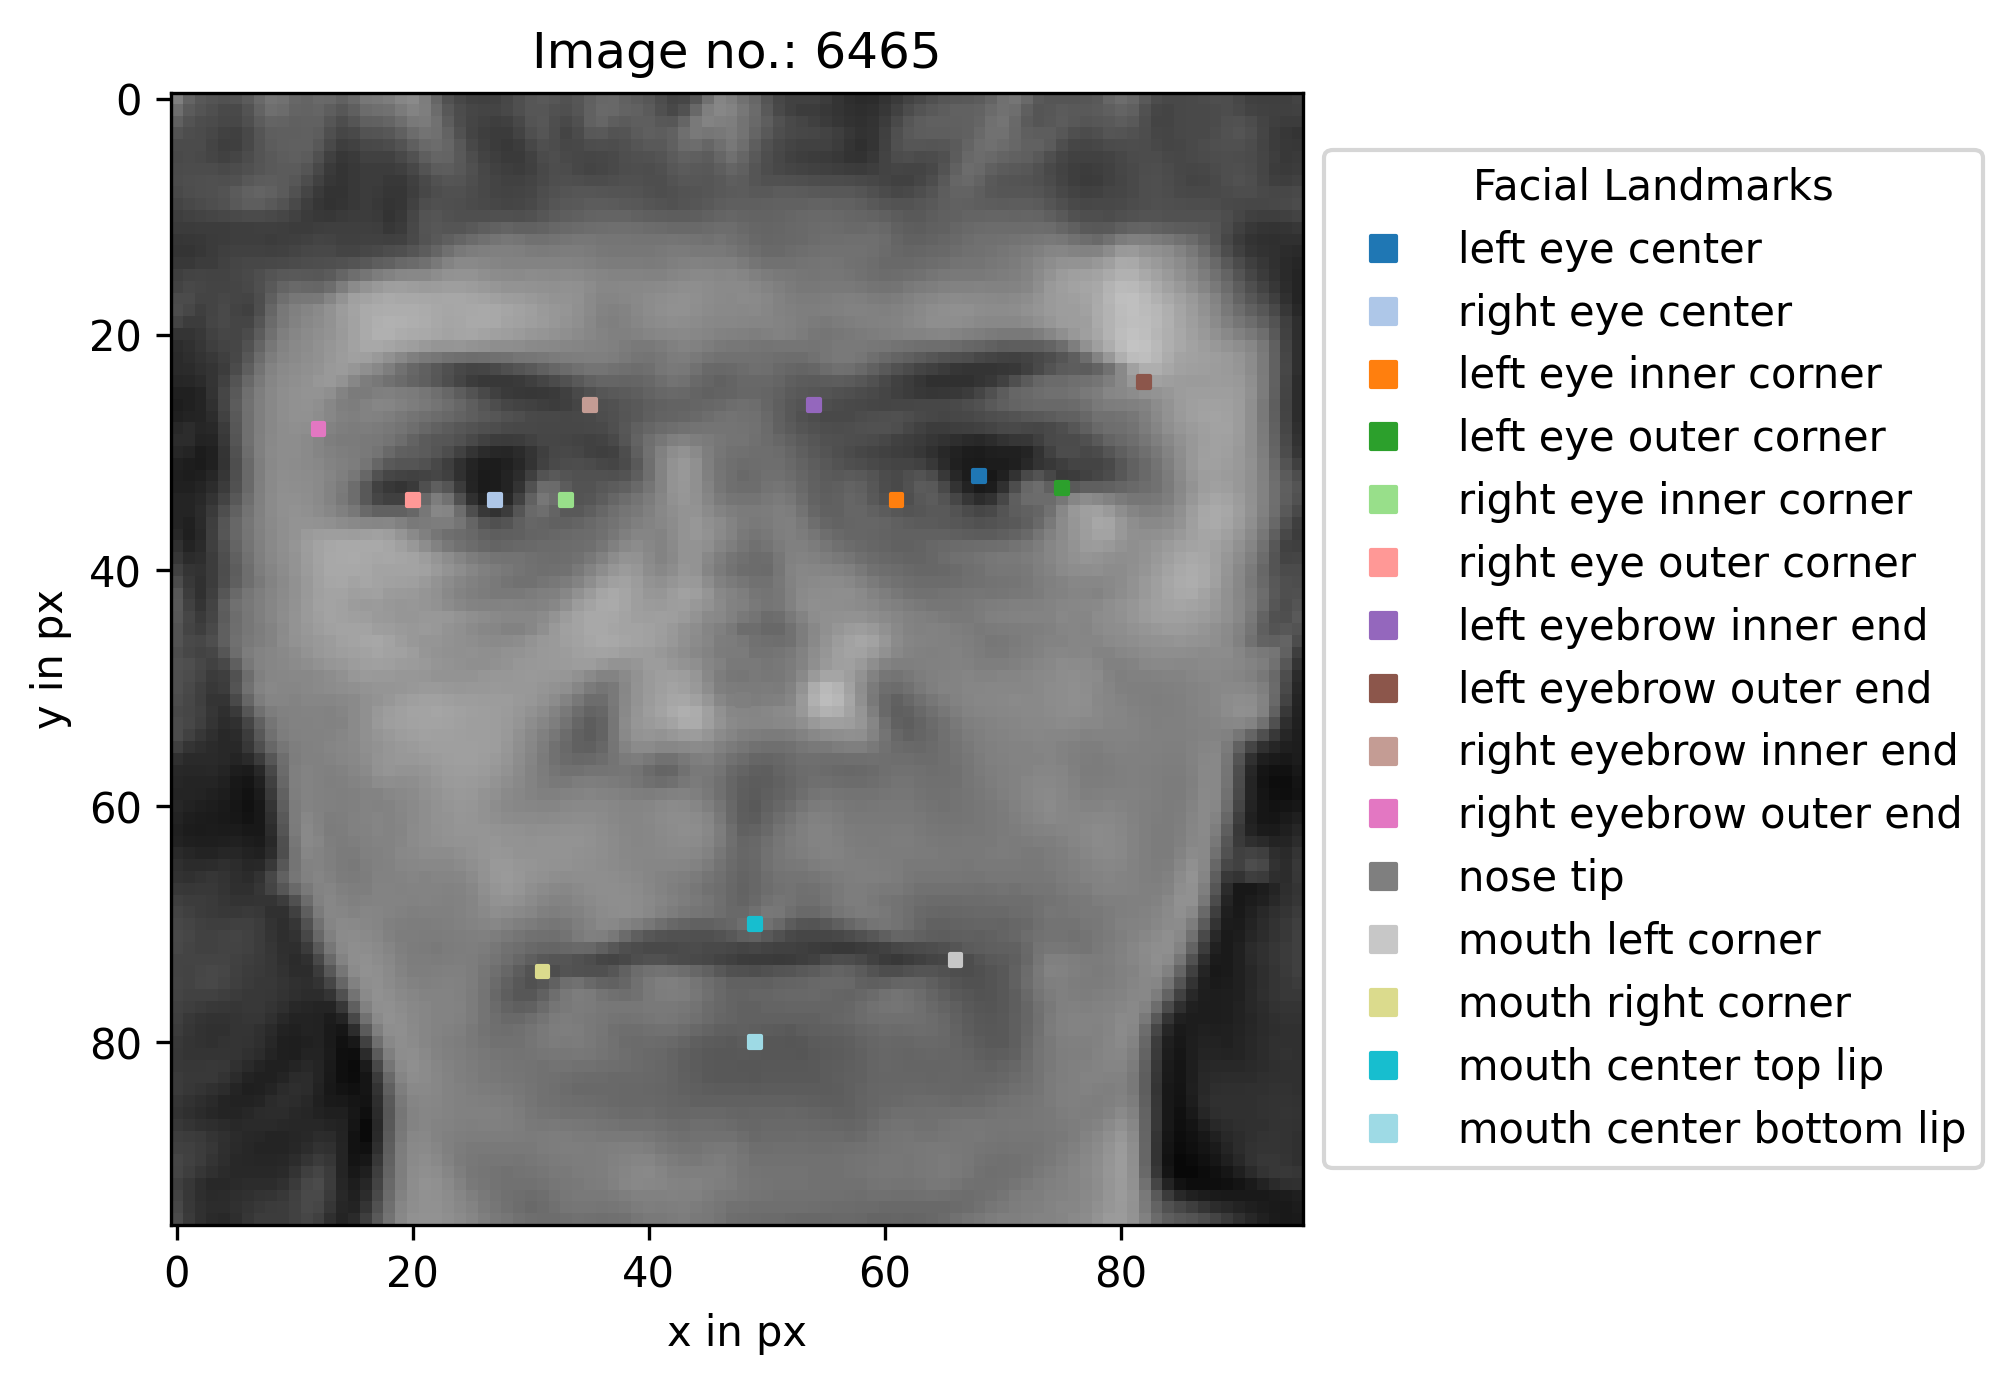 Image no.: 6465
0
20
40
60
80
y in px
0 20 40 60 80
x in px
Facial Landmarks
left eye center
right eye center
left eye inner corner
left eye outer corner
right eye inner corner
right eye outer corner
left eyebrow inner end
left eyebrow outer end
right eyebrow inner end
right eyebrow outer end
nose tip
mouth left corner
mouth right corner
mouth center top lip
mouth center bottom lip